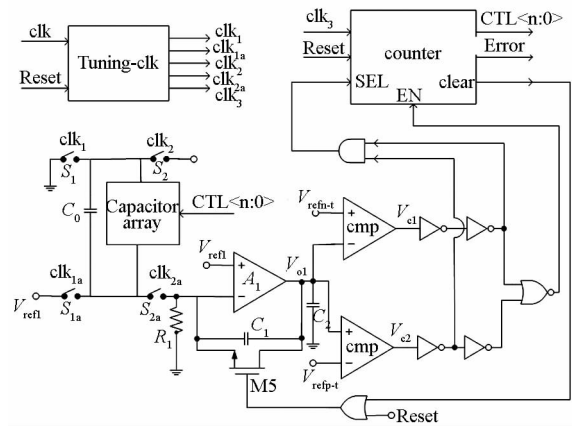 clk
Reset
Tuning-clk
clk1
clk1a
clk2
clk2a
clk3
clk3
Reset
counter
SEL
EN
clear
CTL<n:0>
Error
clk1
S1
clk2
S2
C0
Capacitor
array
CTL<n:0>
clk1a
Vref1
S1a
clk2a
S2a
R1
Vref1
+
−
A1
Vo1
C1
C2
M5
Vrefn-t
+
−
cmp
Vc1
+
−
cmp
Vc2
Vrefp-t
Reset